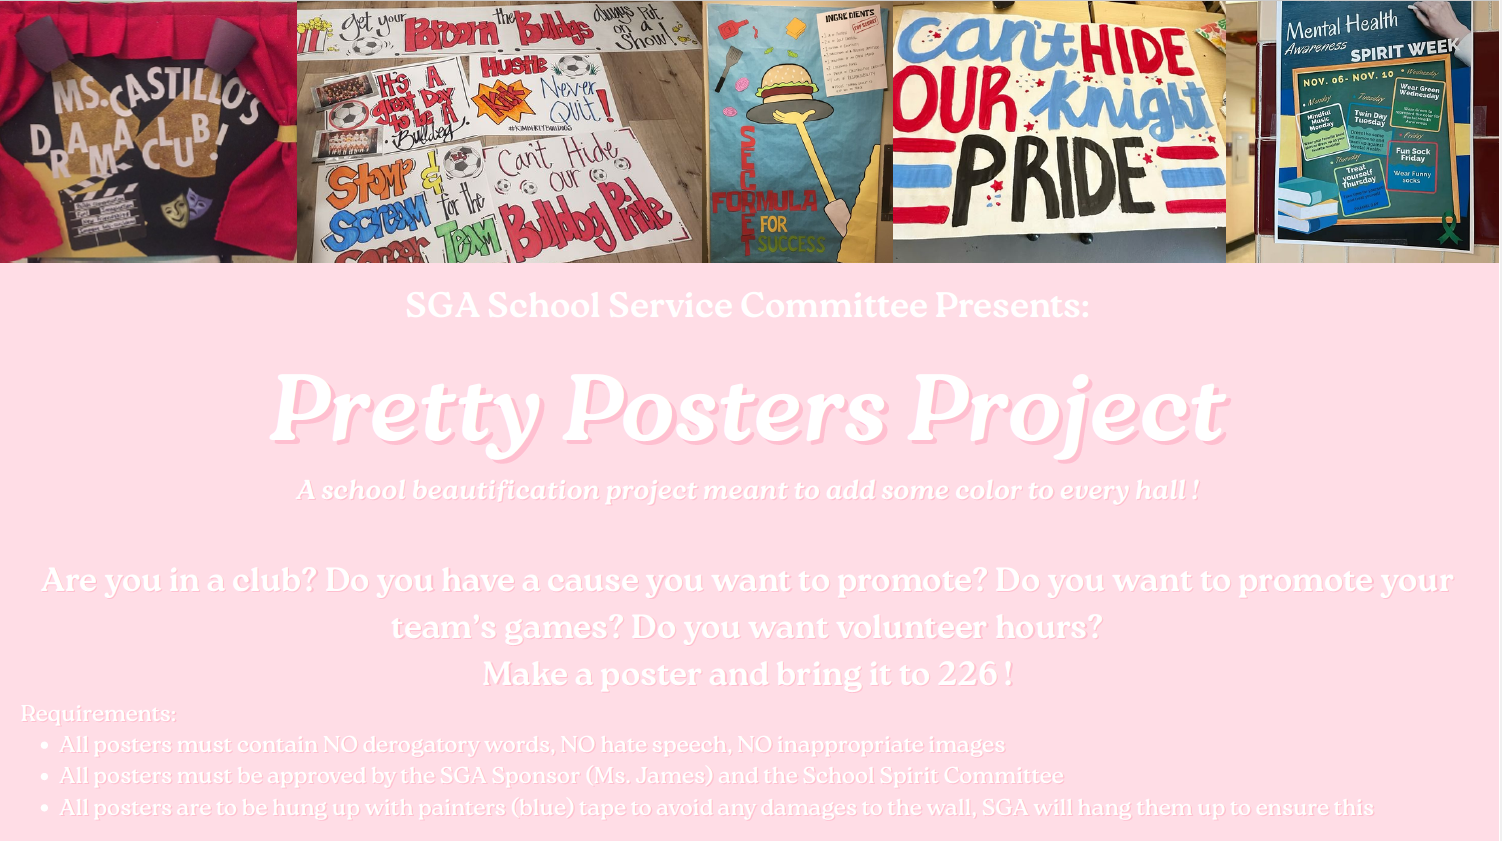 MS. CASTILLO'S
DRAMA CLUB!
get your Popcorn the Bulldogs always put on a Show!
It's A great Day to be A Bulldog
Hustle
Never Quit!
Stomp &
Scream for the
Soccer Team
Can't Hide
our
Bulldog Pride
INGREDIENTS
SECRET
FORMULA
FOR
SUCCESS
can't HIDE
OUR knight
PRIDE
Mental Health
Awareness SPIRIT WEEK
NOV. 06- NOV. 10
Monday
Mindful
Music
Monday
Tuesday
Twin Day
Tuesday
Wednesday
Wear Green
Wednesday
Thursday
Treat
yourself
Thursday
Friday
Fun Sock
Friday
Wear Funny
socks
SGA School Service Committee Presents:
Pretty Posters Project
A school beautification project meant to add some color to every hall !
Are you in a club? Do you have a cause you want to promote? Do you want to promote your
team's games? Do you want volunteer hours?
Make a poster and bring it to 226 !
Requirements:
• All posters must contain NO derogatory words, NO hate speech, NO inappropriate images
• All posters must be approved by the SGA Sponsor (Ms. James) and the School Spirit Committee
• All posters are to be hung up with painters (blue) tape to avoid any damages to the wall, SGA will hang them up to ensure this